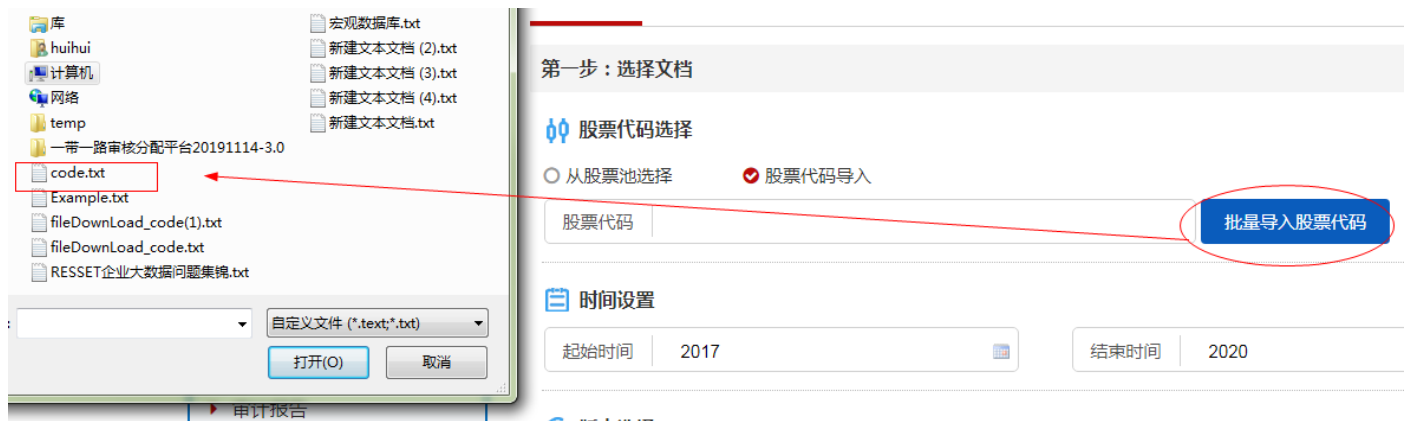 库
huihui
计算机
网络
temp
一带一路审核分配平台20191114-3.0
code.txt
Example.txt
fileDownLoad_code(1).txt
fileDownLoad_code.txt
RESSET企业大数据问题集锦.txt
宏观数据库.txt
新建文本文档 (2).txt
新建文本文档 (3).txt
新建文本文档 (4).txt
新建文本文档.txt
自定义文件 (*.text;*.txt)
打开(O)
取消
审计报告
第一步：选择文档
股票代码选择
从股票池选择 股票代码导入
股票代码 批量导入股票代码
时间设置
起始时间 2017 结束时间 2020